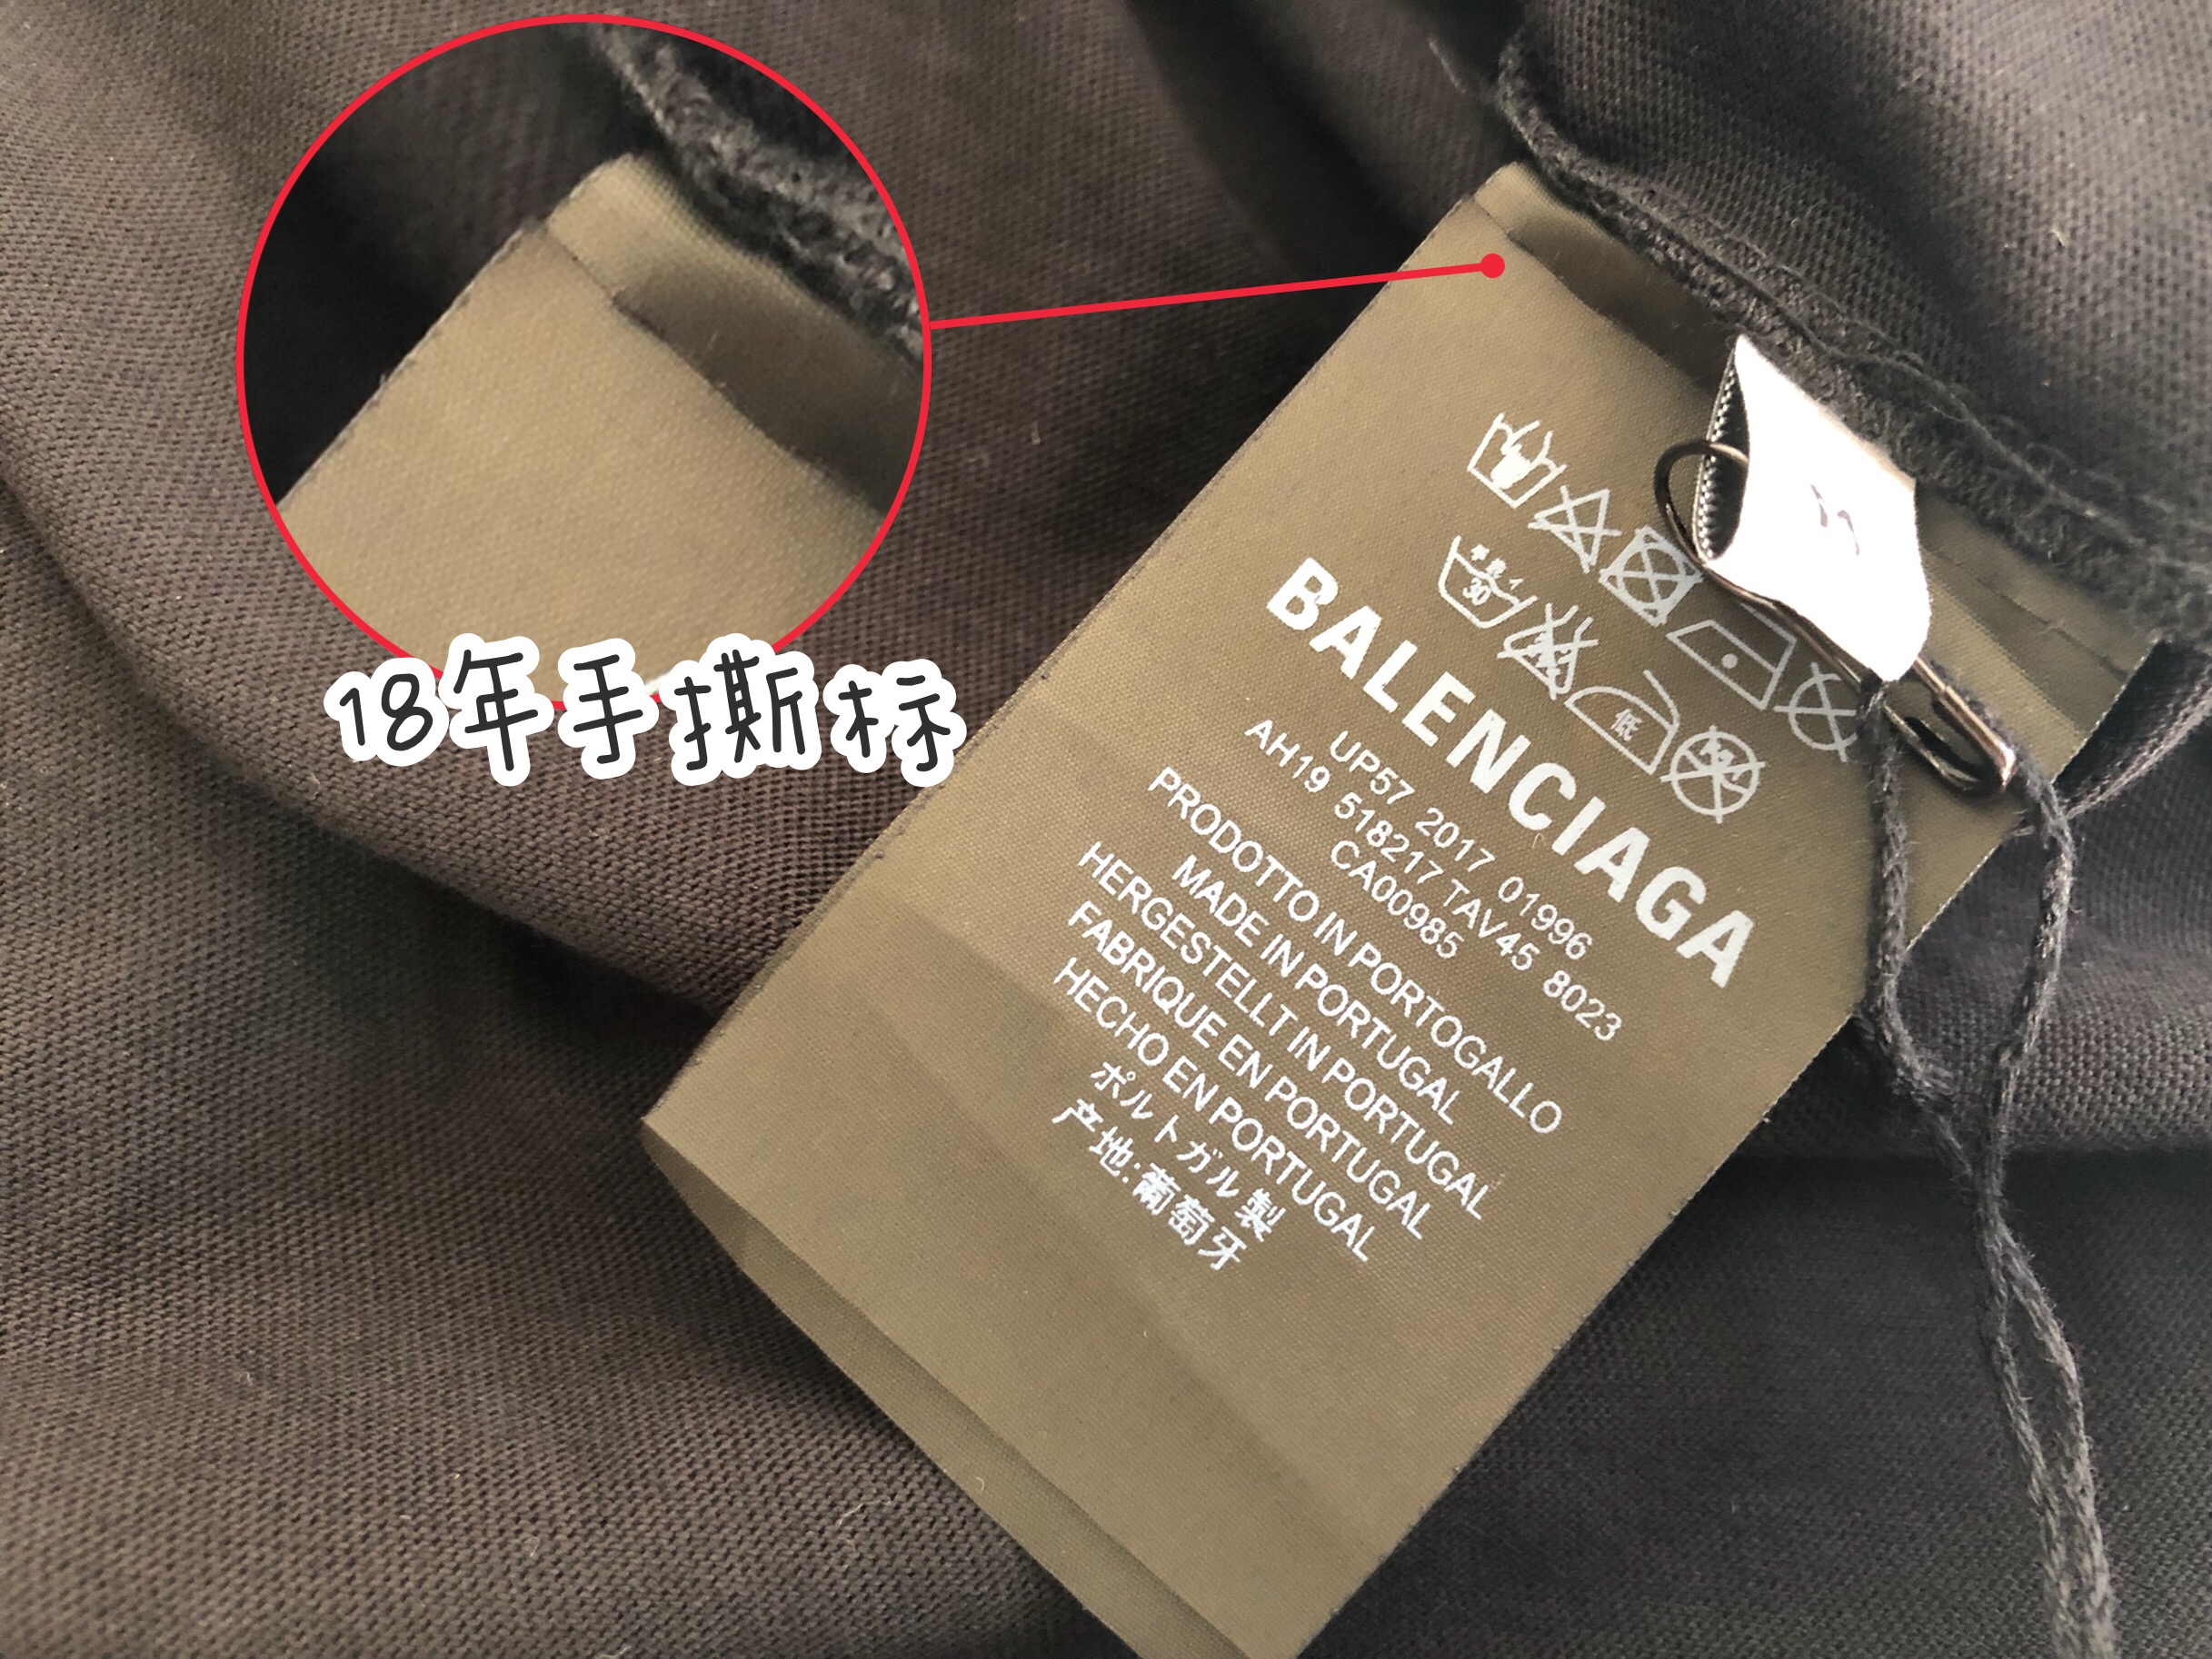 18年手撕标
30
低
BALENCIAGA
UP57 2017 01996
AH19 518217 TAV45 8023
CA00985
PRODOTTO IN PORTOGALLO
MADE IN PORTUGAL
HERGESTELLT IN PORTUGAL
FABRIQUE EN PORTUGAL
HECHO EN PORTUGAL
ポルトガル 製
产地:葡萄牙